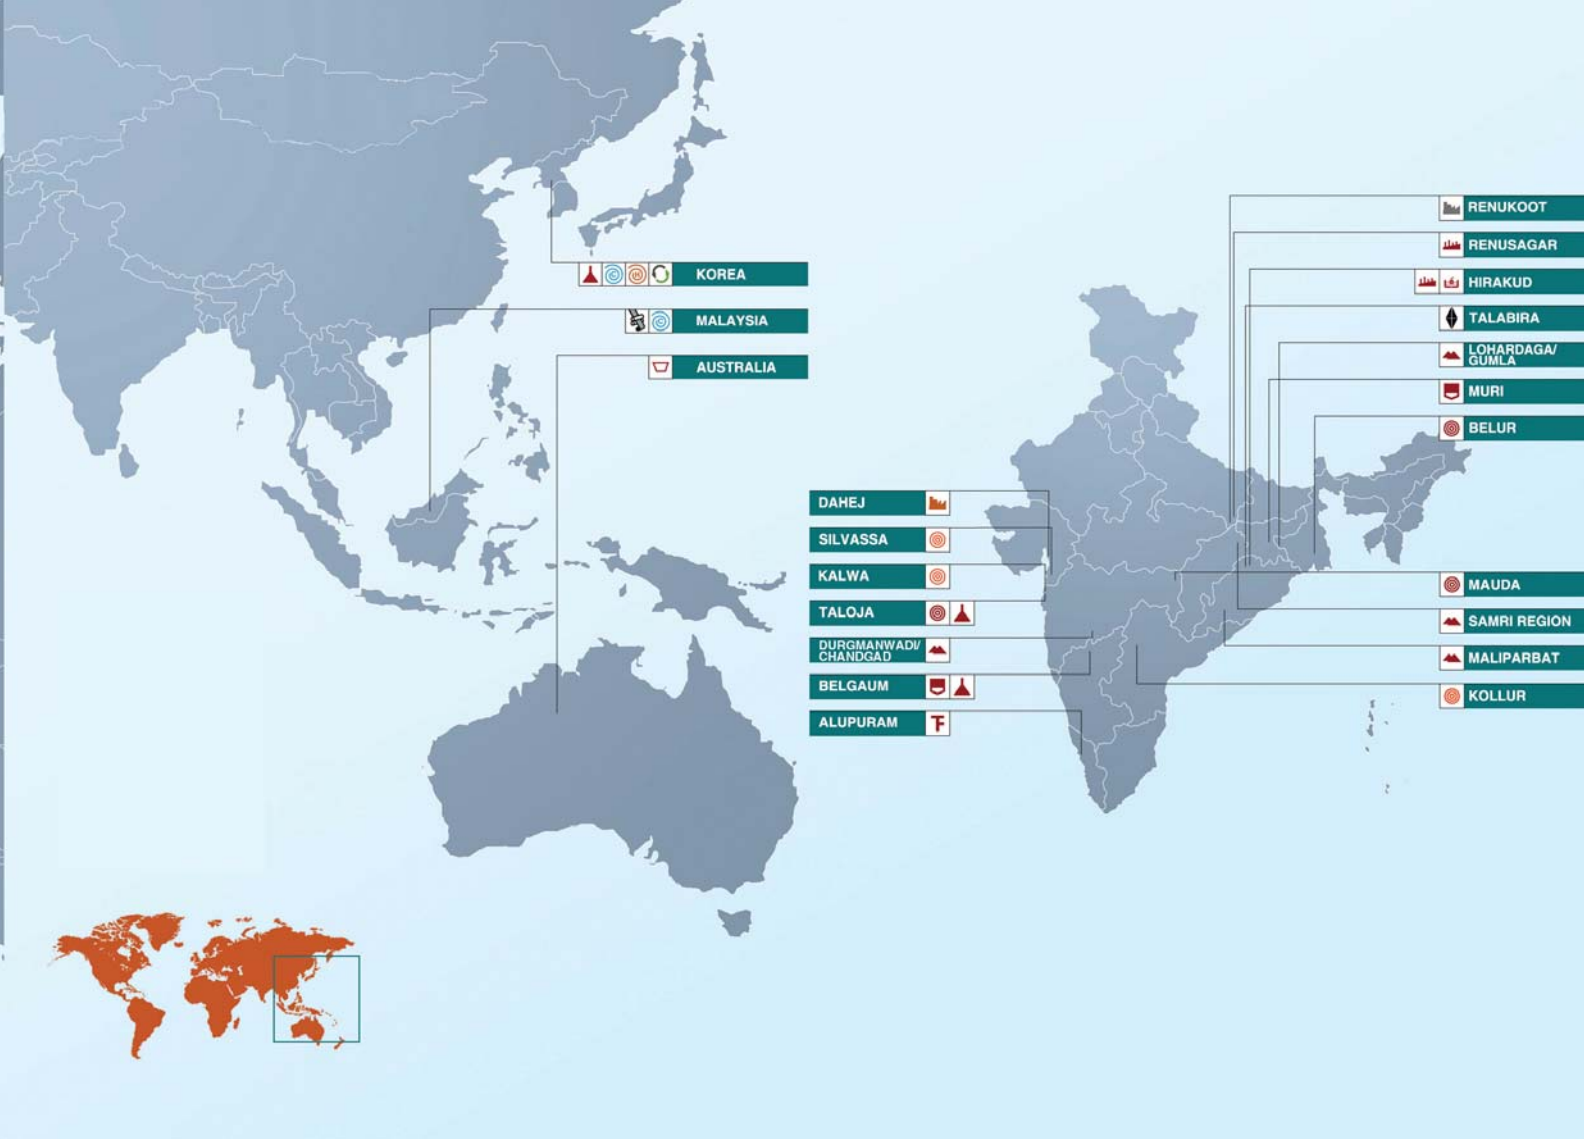 KOREA
MALAYSIA
AUSTRALIA
DAHEJ
SILVASSA
KALWA
TALOJA
DURGMANWADI/
CHANDGAD
BELGAUM
ALUPURAM
RENUKOOT
RENUSAGAR
HIRAKUD
TALABIRA
LOHARDAGA/
GUMLA
MURI
BELUR
MAUDA
SAMRI REGION
MALIPARBAT
KOLLUR